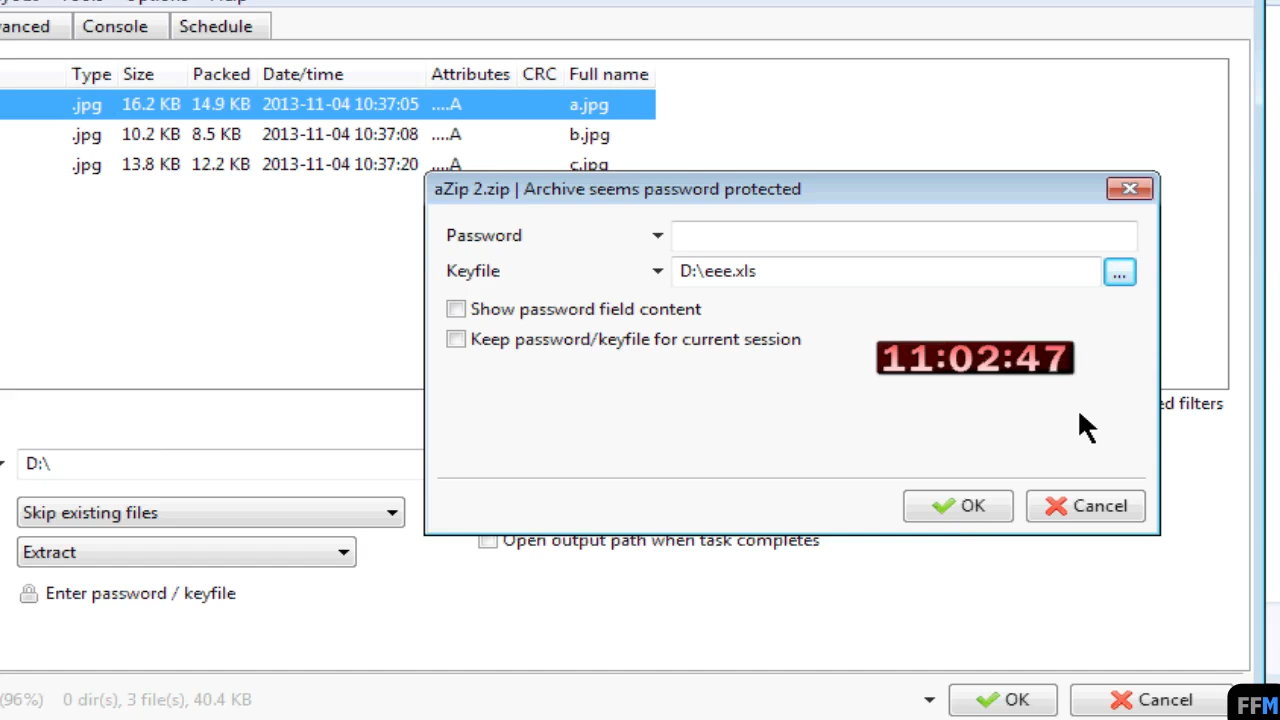 Console
Schedule
Type Size Packed Date/time Attributes CRC Full name
.jpg 16.2 KB 14.9 KB 2013-11-04 10:37:05 ....A a.jpg
.jpg 10.2 KB 8.5 KB 2013-11-04 10:37:08 ....A b.jpg
.jpg 13.8 KB 12.2 KB 2013-11-04 10:37:20 ....A c.jpg
aZip 2.zip | Archive seems password protected
Password
Keyfile D:\eee.xls ...
Show password field content
Keep password/keyfile for current session
11:02:47
OK Cancel
filters
D:\
Skip existing files
Extract
Open output path when task completes
Enter password / keyfile
(96%) 0 dir(s), 3 file(s), 40.4 KB
OK Cancel
FFM